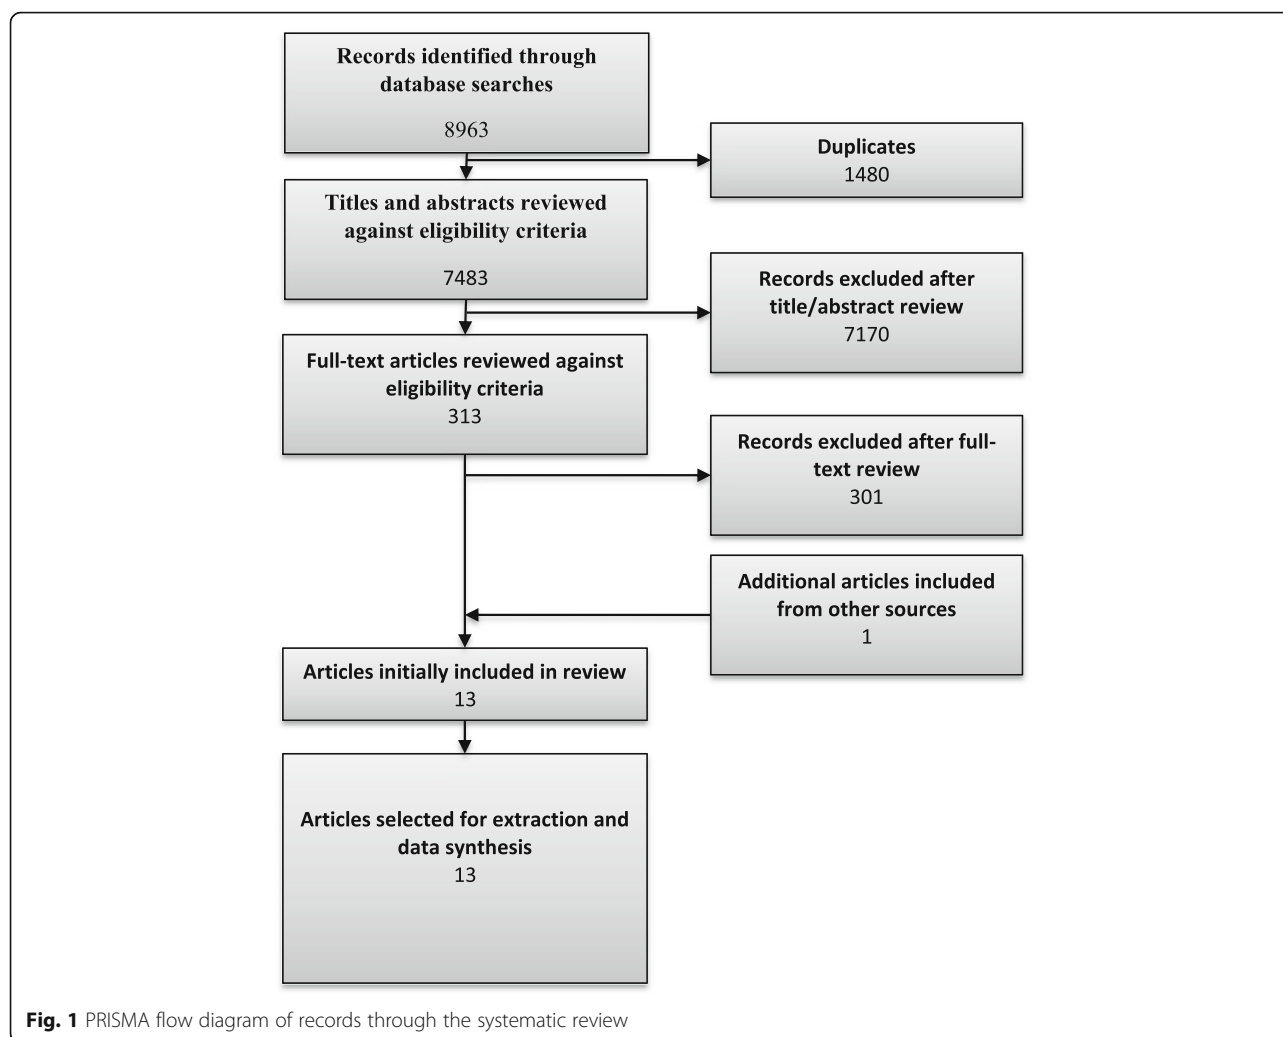 Records identified through
database searches
8963
Duplicates
1480
Titles and abstracts reviewed
against eligibility criteria
7483
Records excluded after
title/abstract review
7170
Full-text articles reviewed against
eligibility criteria
313
Records excluded after full-
text review
301
Additional articles included
from other sources
1
Articles initially included in review
13
Articles selected for extraction and
data synthesis
13
Fig. 1 PRISMA flow diagram of records through the systematic review